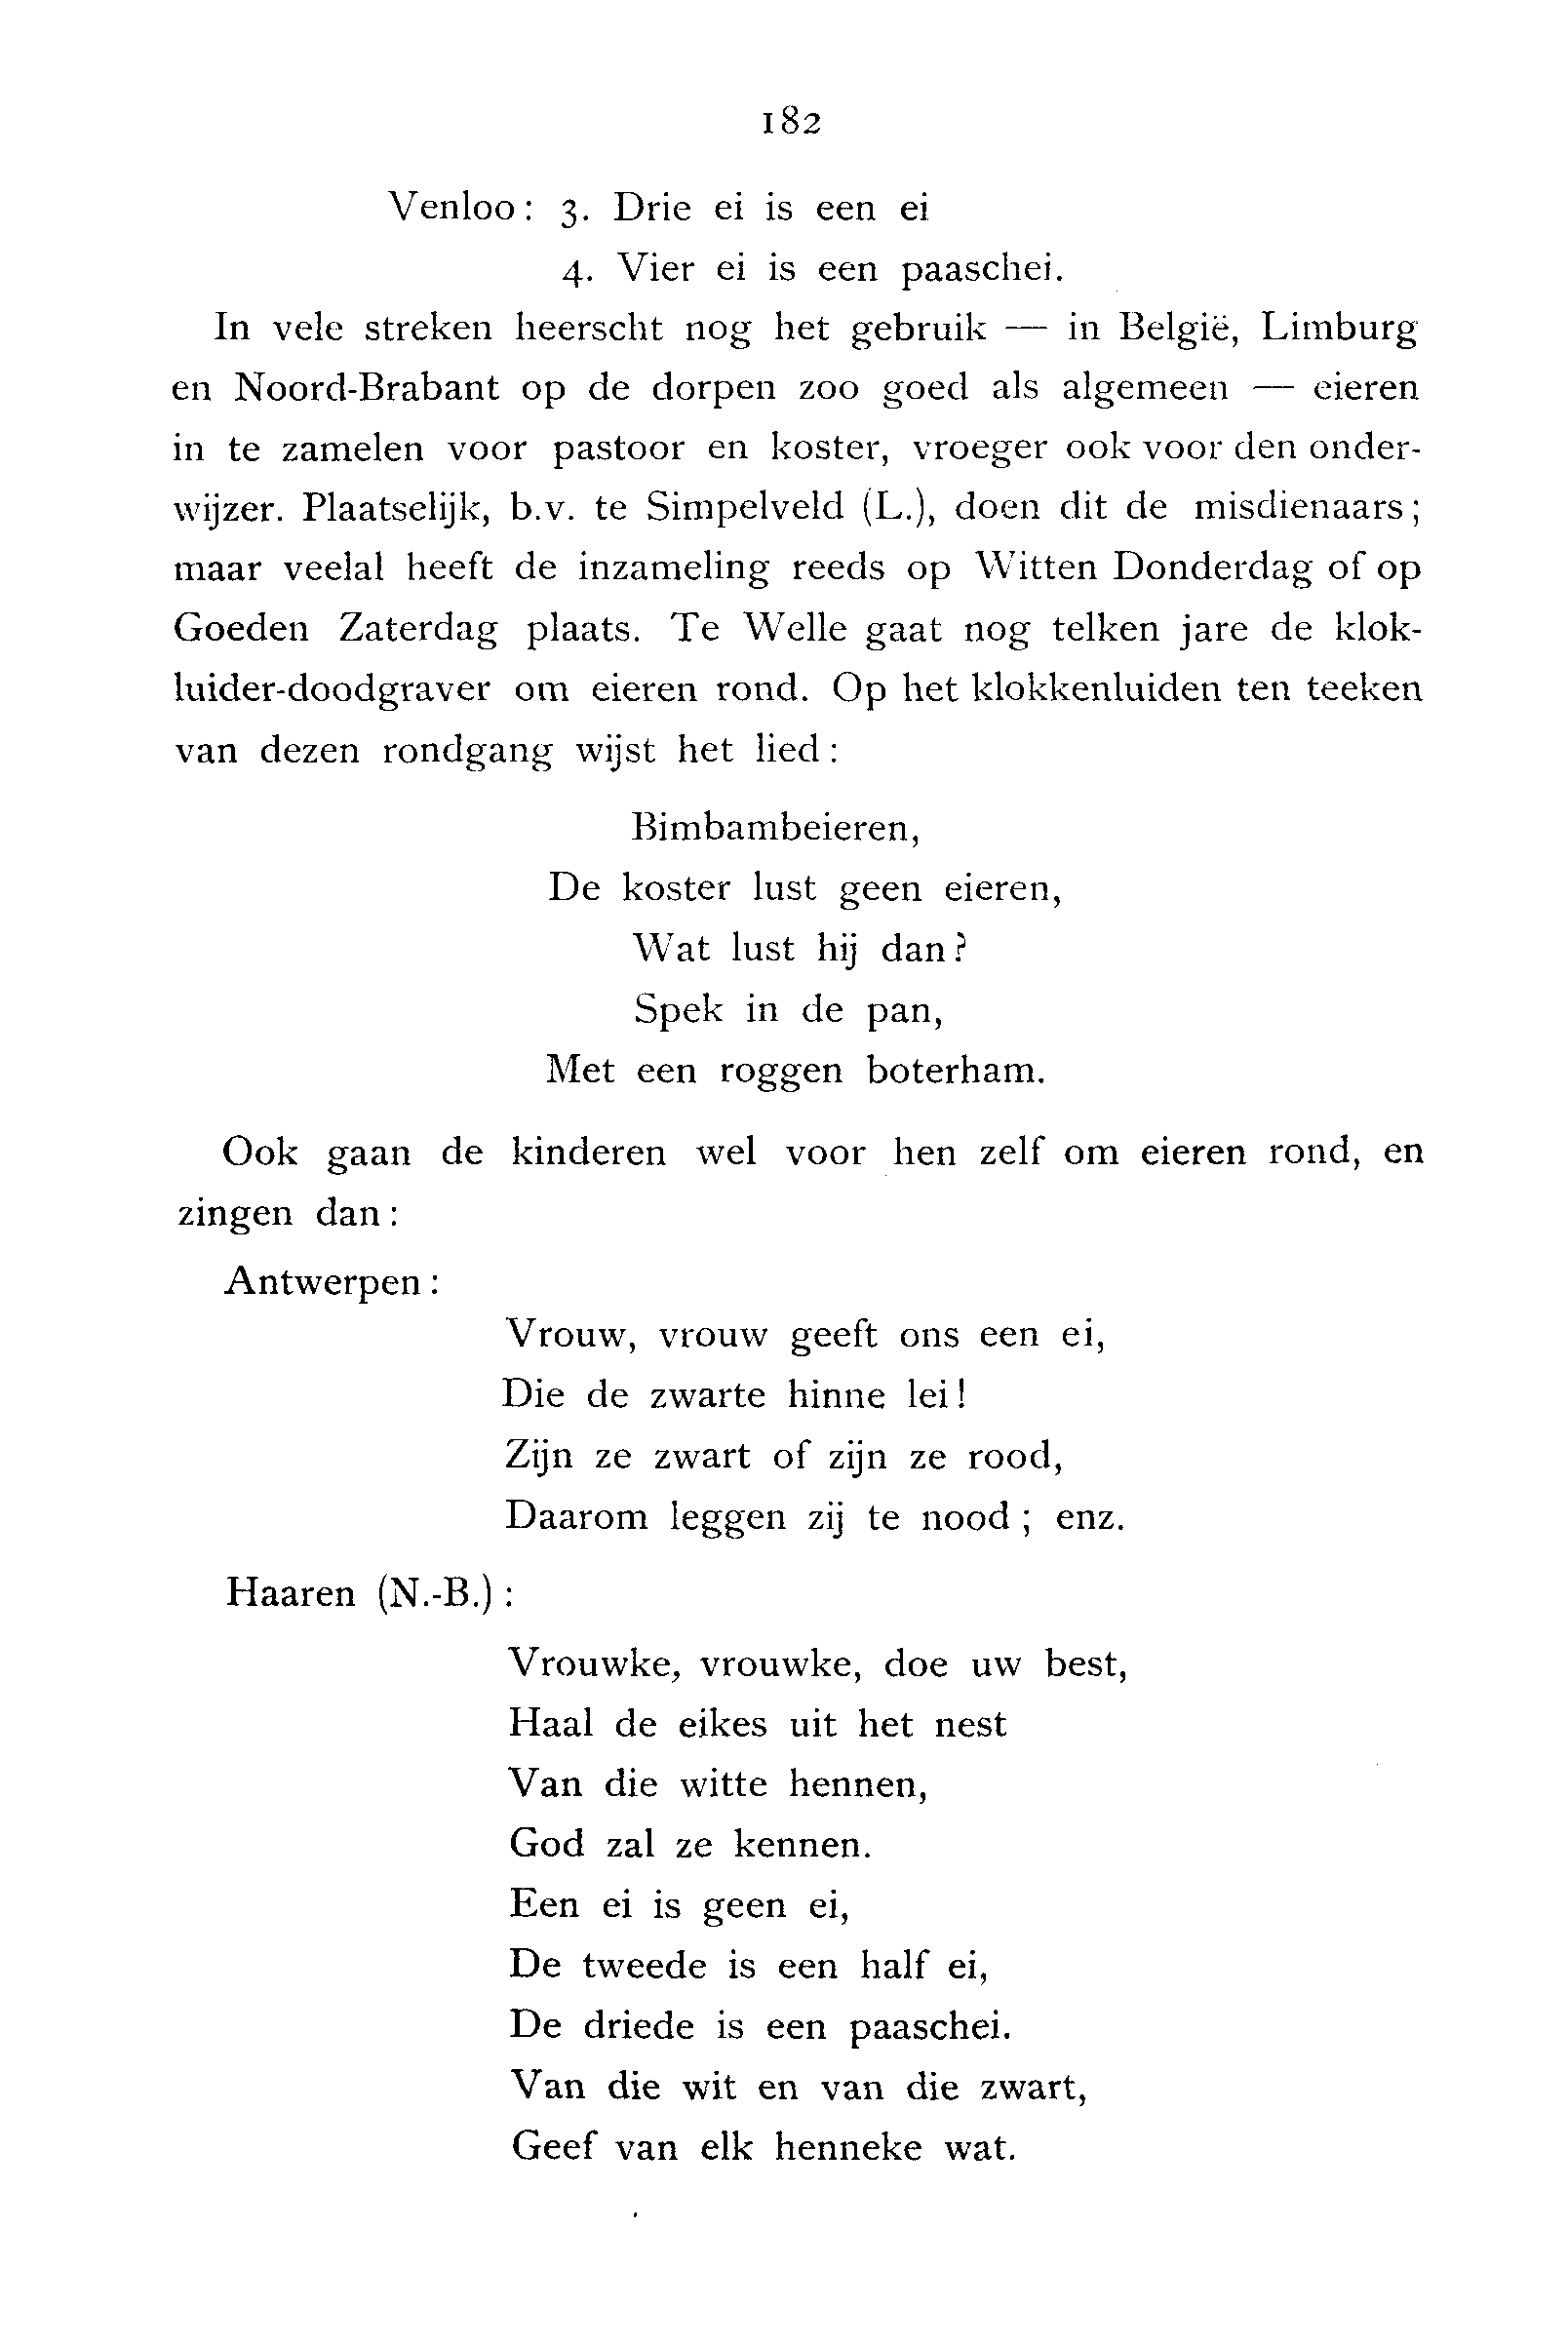 182
Venloo: 3. Drie ei is een ei
4. Vier ei is een paaschei.
In vele streken heerscht nog het gebruik — in België, Limburg
en Noord-Brabant op de dorpen zoo goed als algemeen — eieren
in te zamelen voor pastoor en koster, vroeger ook voor den onder-
wijzer. Plaatselijk, b.v. te Simpelveld (L.), doen dit de misdienaars;
maar veelal heeft de inzameling reeds op Witten Donderdag of op
Goeden Zaterdag plaats. Te Welle gaat nog telken jare de klok-
luider-doodgraver om eieren rond. Op het klokkenluiden ten teeken
van dezen rondgang wijst het lied:
Bimbambeieren,
De koster lust geen eieren,
Wat lust hij dan?
Spek in de pan,
Met een roggen boterham.
Ook gaan de kinderen wel voor hen zelf om eieren rond, en
zingen dan:
Antwerpen:
Vrouw, vrouw geeft ons een ei,
Die de zwarte hinne lei!
Zijn ze zwart of zijn ze rood,
Daarom leggen zij te nood; enz.
Haaren (N.-B.):
Vrouwke, vrouwke, doe uw best,
Haal de eikes uit het nest
Van die witte hennen,
God zal ze kennen.
Een ei is geen ei,
De tweede is een half ei,
De driede is een paaschei.
Van die wit en van die zwart,
Geef van elk henneke wat.